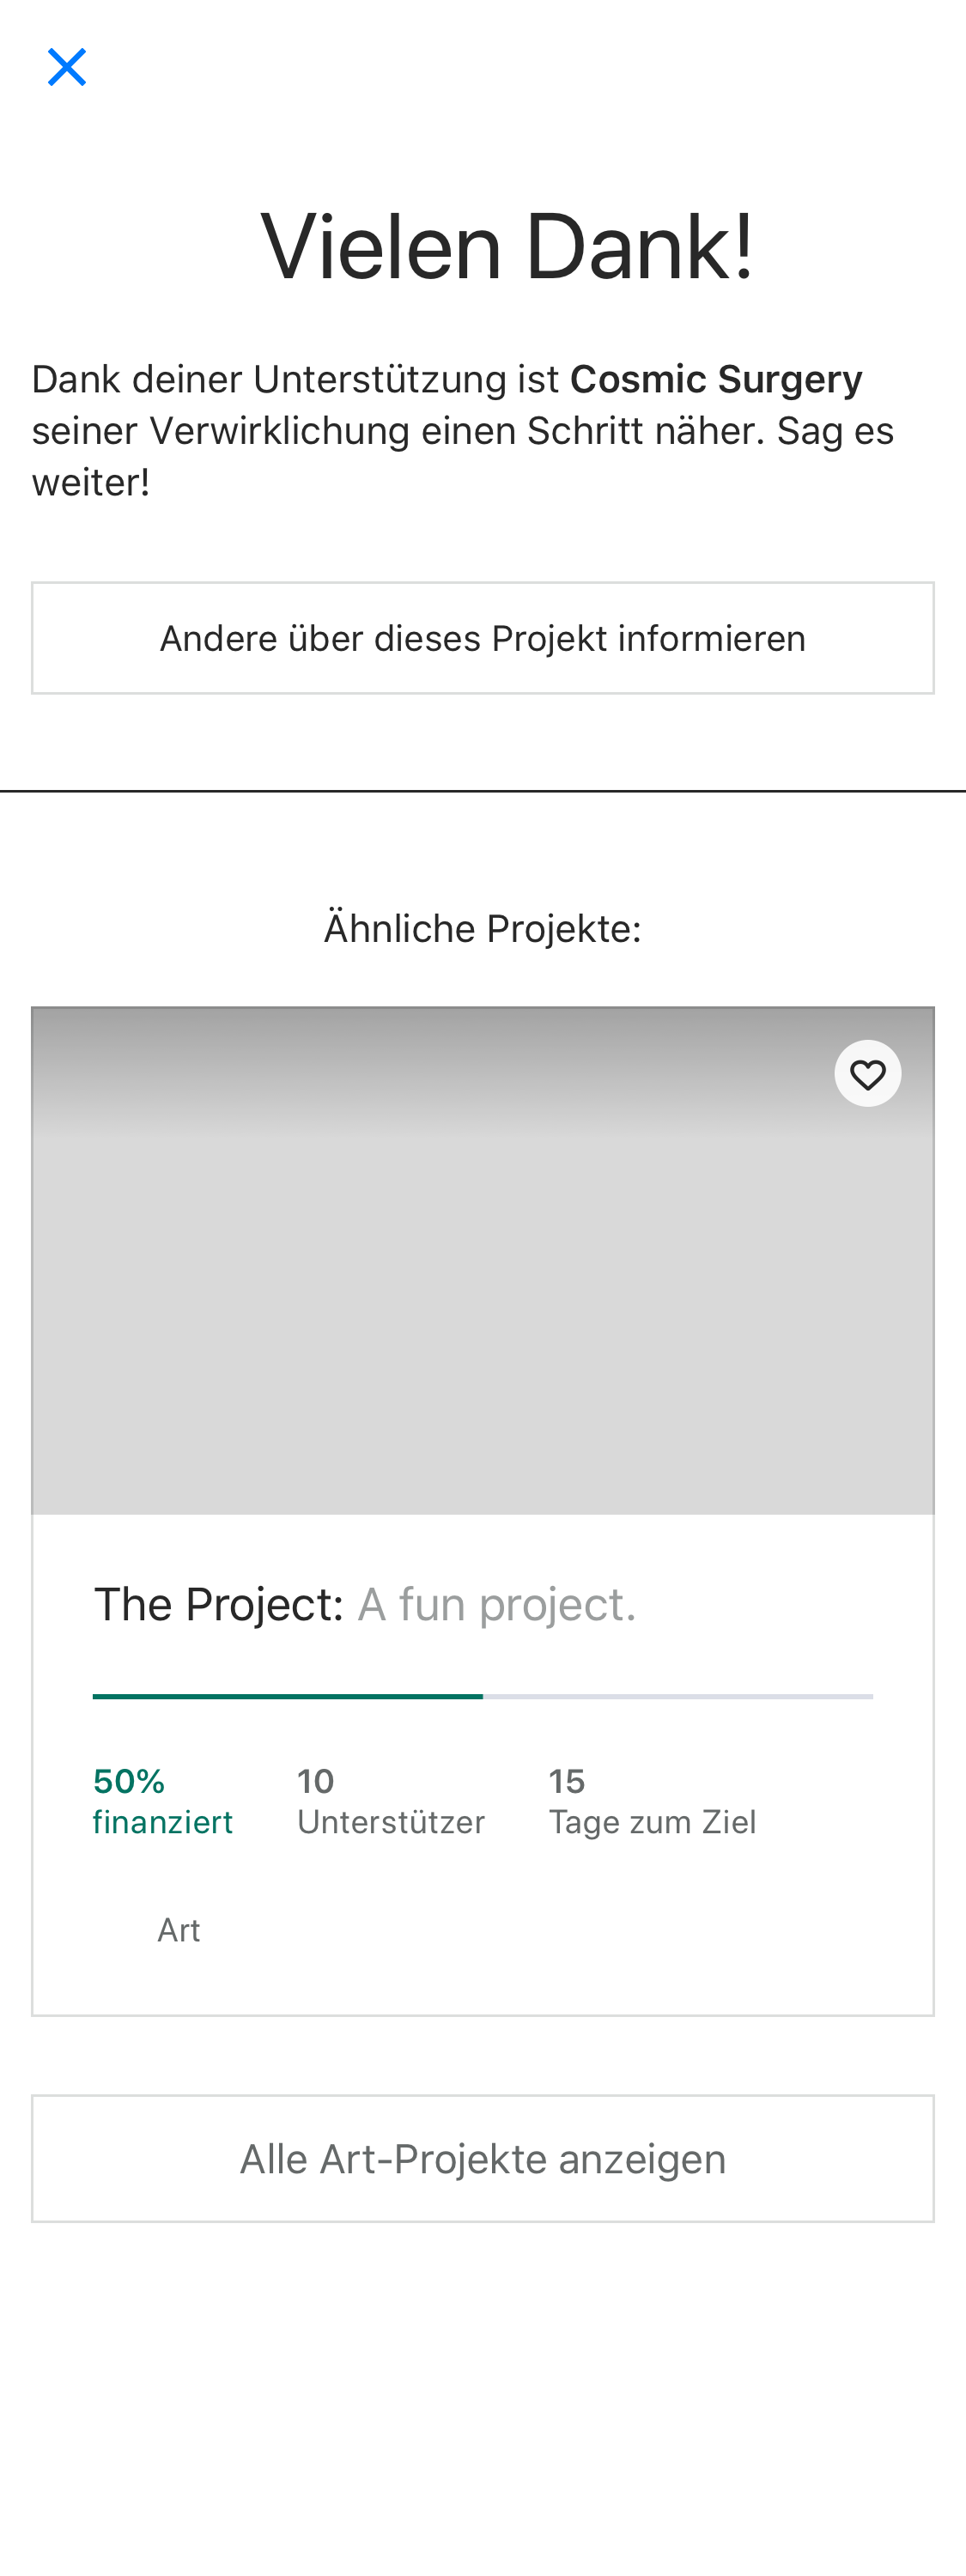 Vielen Dank!
Dank deiner Unterstützung ist Cosmic Surgery
seiner Verwirklichung einen Schritt näher. Sag es
weiter!
Andere über dieses Projekt informieren
Ähnliche Projekte:
The Project: A fun project.
50% 10 15
finanziert Unterstützer Tage zum Ziel
Art
Alle Art-Projekte anzeigen